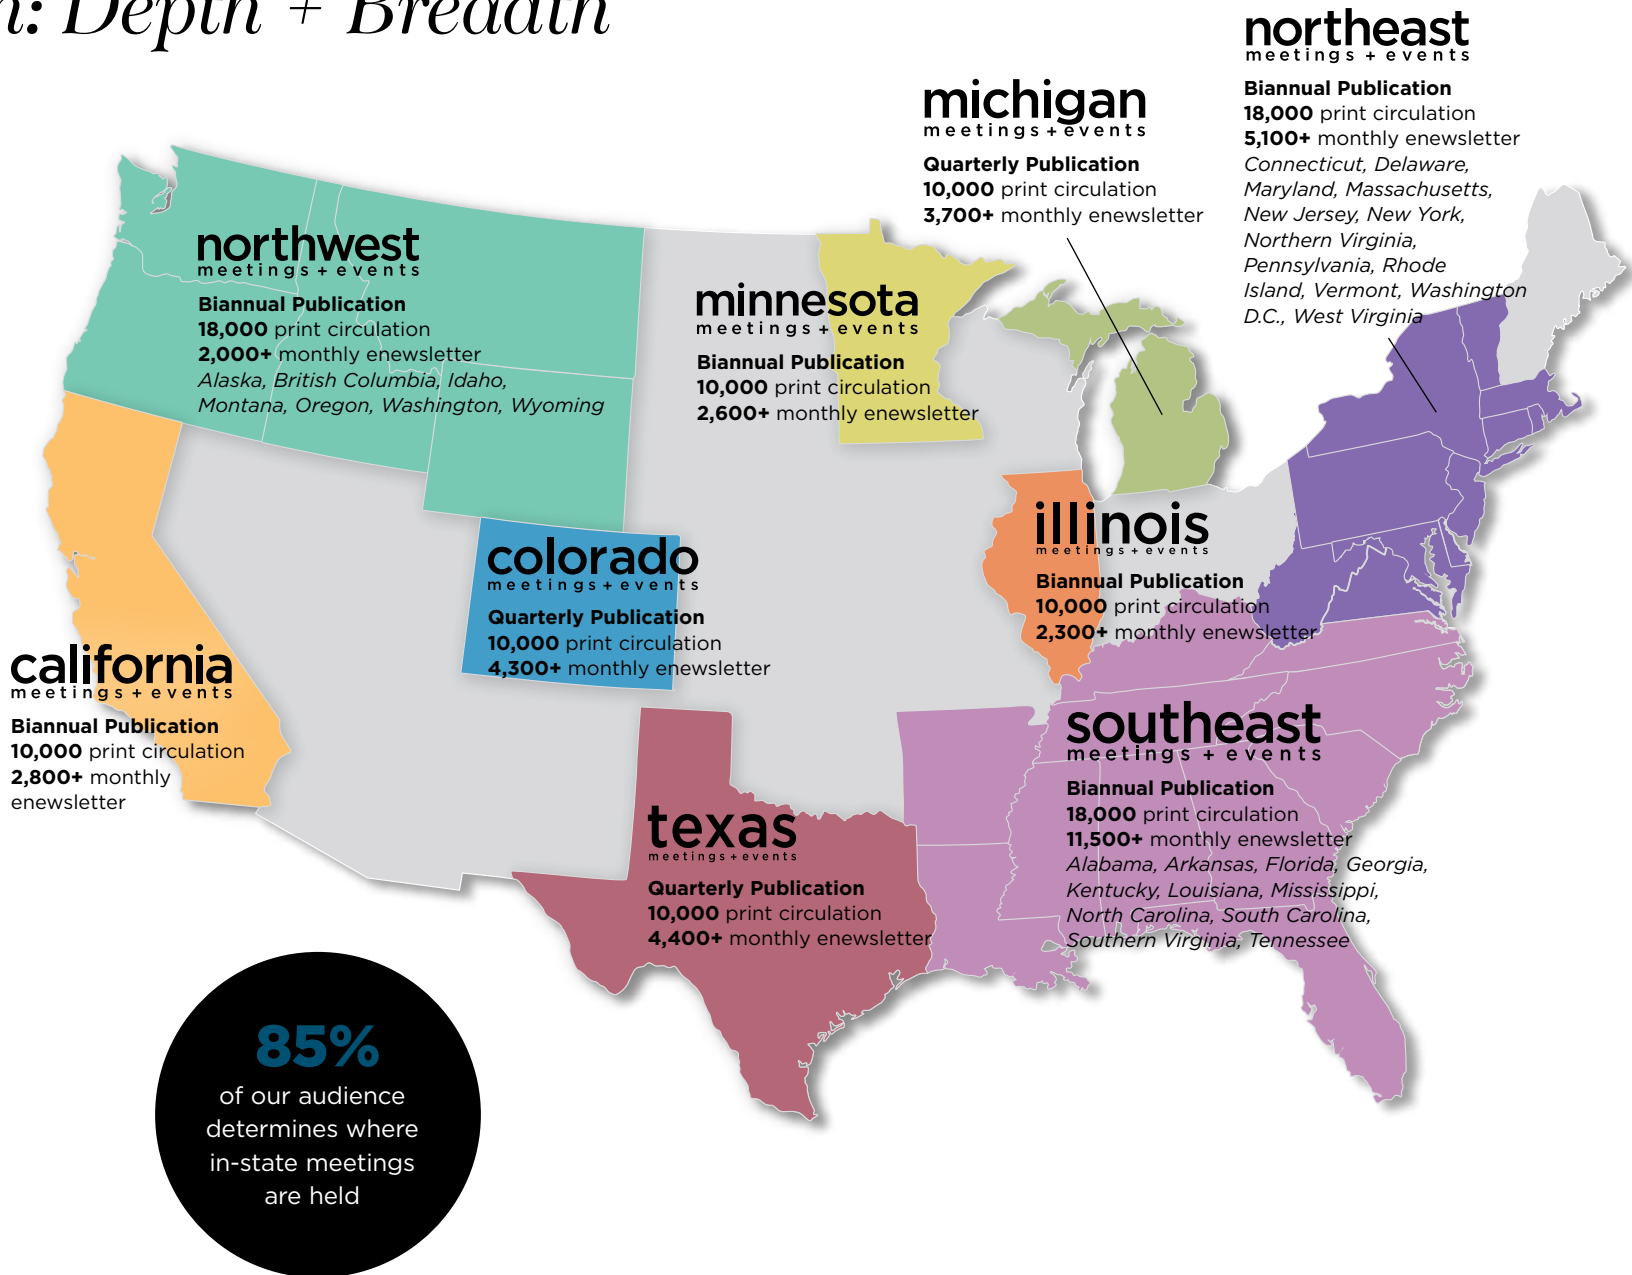 n: Depth + Breadth
northeast
meetings + events
Biannual Publication
18,000 print circulation
5,100+ monthly enewsletter
Connecticut, Delaware,
Maryland, Massachusetts,
New Jersey, New York,
Northern Virginia,
Pennsylvania, Rhode
Island, Vermont, Washington
D.C., West Virginia
michigan
meetings + events
Quarterly Publication
10,000 print circulation
3,700+ monthly enewsletter
northwest
meetings + events
Biannual Publication
18,000 print circulation
2,000+ monthly enewsletter
Alaska, British Columbia, Idaho,
Montana, Oregon, Washington, Wyoming
minnesota
meetings + events
Biannual Publication
10,000 print circulation
2,600+ monthly enewsletter
illinois
meetings + events
Biannual Publication
10,000 print circulation
2,300+ monthly enewsletter
colorado
meetings + events
Quarterly Publication
10,000 print circulation
4,300+ monthly enewsletter
california
meetings + events
Biannual Publication
10,000 print circulation
2,800+ monthly
enewsletter
southeast
meetings + events
Biannual Publication
18,000 print circulation
11,500+ monthly enewsletter
Alabama, Arkansas, Florida, Georgia,
Kentucky, Louisiana, Mississippi,
North Carolina, South Carolina,
Southern Virginia, Tennessee
texas
meetings + events
Quarterly Publication
10,000 print circulation
4,400+ monthly enewsletter
85%
of our audience
determines where
in-state meetings
are held